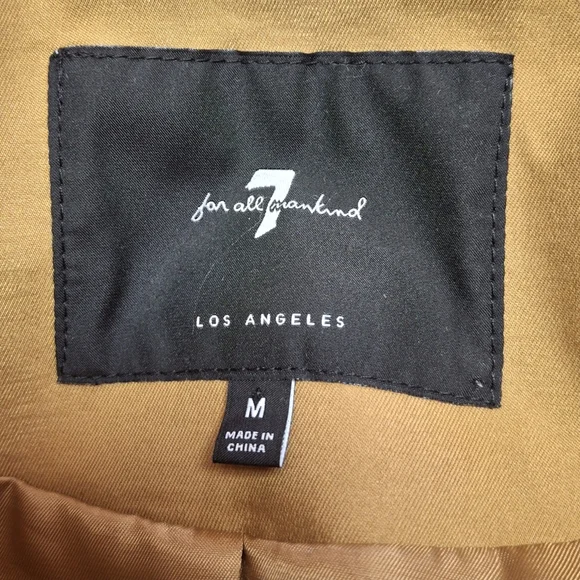 7
for all mankind
LOS ANGELES
M
MADE IN
CHINA